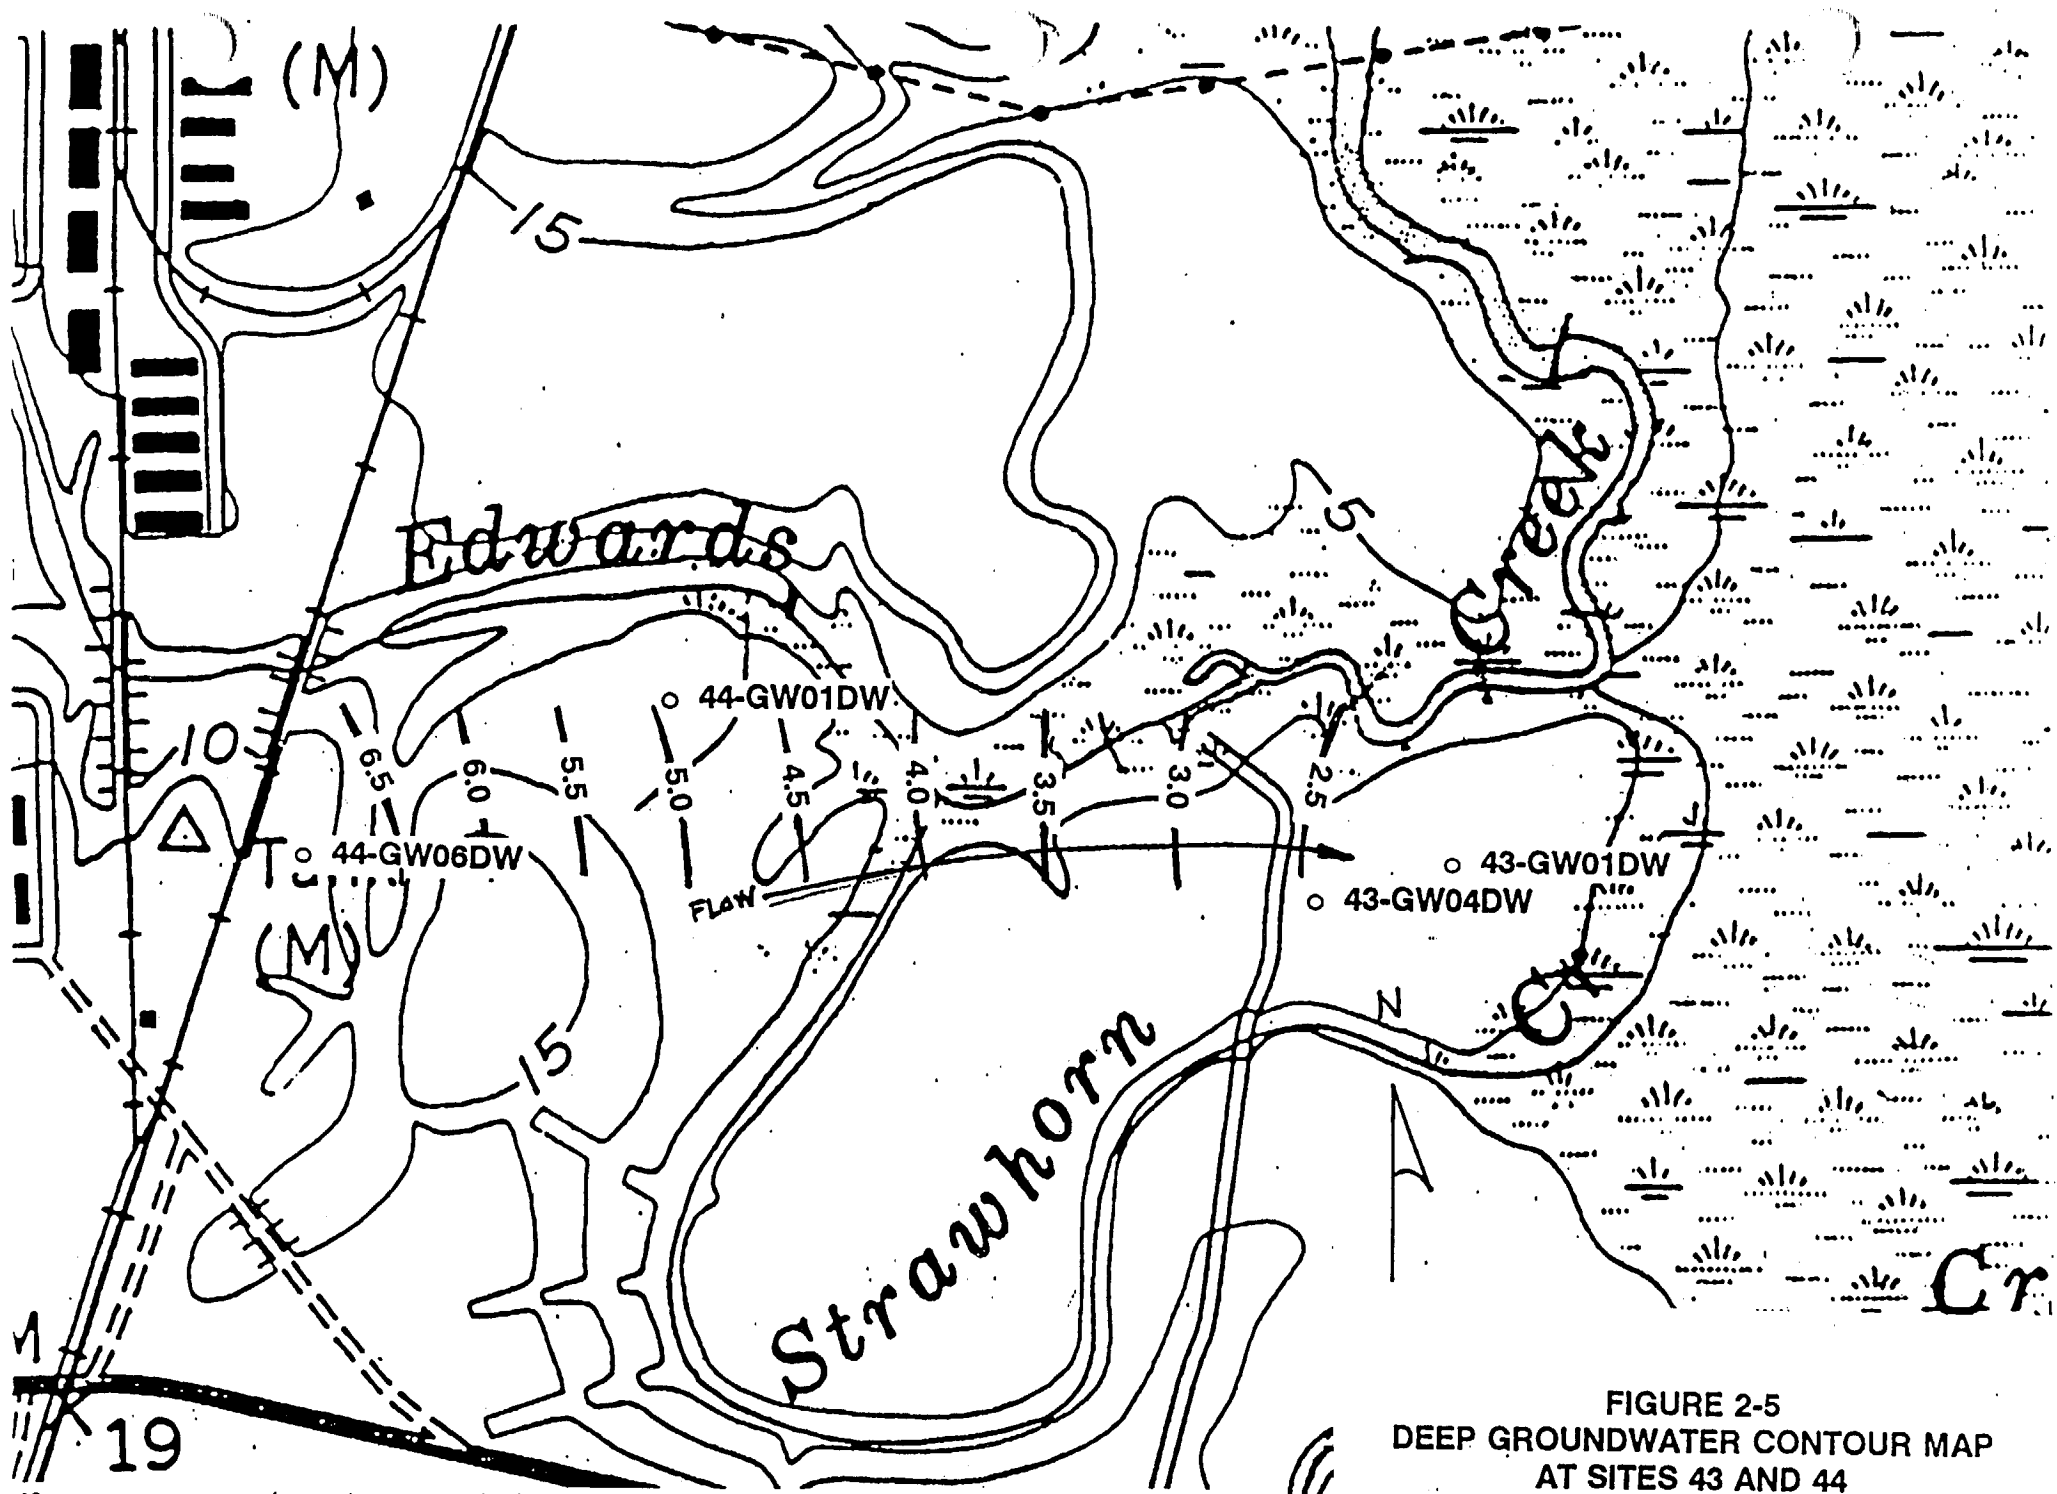 (M)
15
5
Edwards
Creek
44-GW01DW
10
6.5
6.0
5.5
5.0
4.5
4.0
3.5
3.0
2.5
44-GW06DW
43-GW01DW
FLOW
43-GW04DW
(M)
N
15
Strawhorn
Cr
M
19
FIGURE 2-5
DEEP GROUNDWATER CONTOUR MAP
AT SITES 43 AND 44